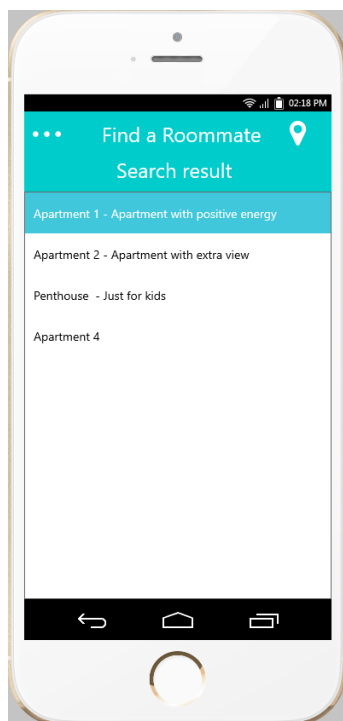 02:18 PM
Find a Roommate
Search result
Apartment 1 - Apartment with positive energy
Apartment 2 - Apartment with extra view
Penthouse  - Just for kids
Apartment 4